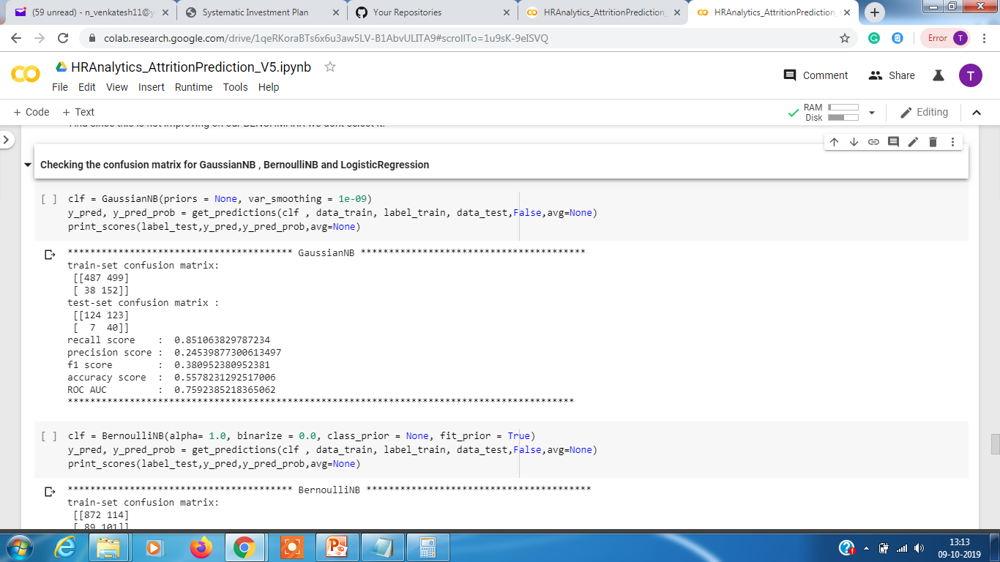 (59 unread) - n_venkatesh11@y
Systematic Investment Plan
Your Repositories
HRAnalytics_AttritionPrediction_
HRAnalytics_AttritionPrediction_
colab.research.google.com/drive/1qeRKoraBTs6x6u3aw5LV-B1AbvULITA9#scrollTo=1u9sK-9eISVQ
Error T
CO HRAnalytics_AttritionPrediction_V5.ipynb
File Edit View Insert Runtime Tools Help
Comment Share T
+ Code + Text
RAM
Disk
Editing
And since this is not improving on our BENCHMARK we dont select it.
Checking the confusion matrix for GaussianNB , BernoulliNB and LogisticRegression
[ ] clf = GaussianNB(priors = None, var_smoothing = 1e-09)
y_pred, y_pred_prob = get_predictions(clf , data_train, label_train, data_test,False,avg=None)
print_scores(label_test,y_pred,y_pred_prob,avg=None)
**************************************** GaussianNB ****************************************
train-set confusion matrix:
[[487 499]
[ 38 152]]
test-set confusion matrix :
[[124 123]
[ 7 40]]
recall score : 0.851063829787234
precision score : 0.24539877300613497
f1 score : 0.380952380952381
accuracy score : 0.5578231292517006
ROC AUC : 0.7592385218365062
******************************************************************************************
[ ] clf = BernoulliNB(alpha= 1.0, binarize = 0.0, class_prior = None, fit_prior = True)
y_pred, y_pred_prob = get_predictions(clf , data_train, label_train, data_test,False,avg=None)
print_scores(label_test,y_pred,y_pred_prob,avg=None)
**************************************** BernoulliNB ****************************************
train-set confusion matrix:
[[872 114]
[ 89 101]]
13:13
09-10-2019